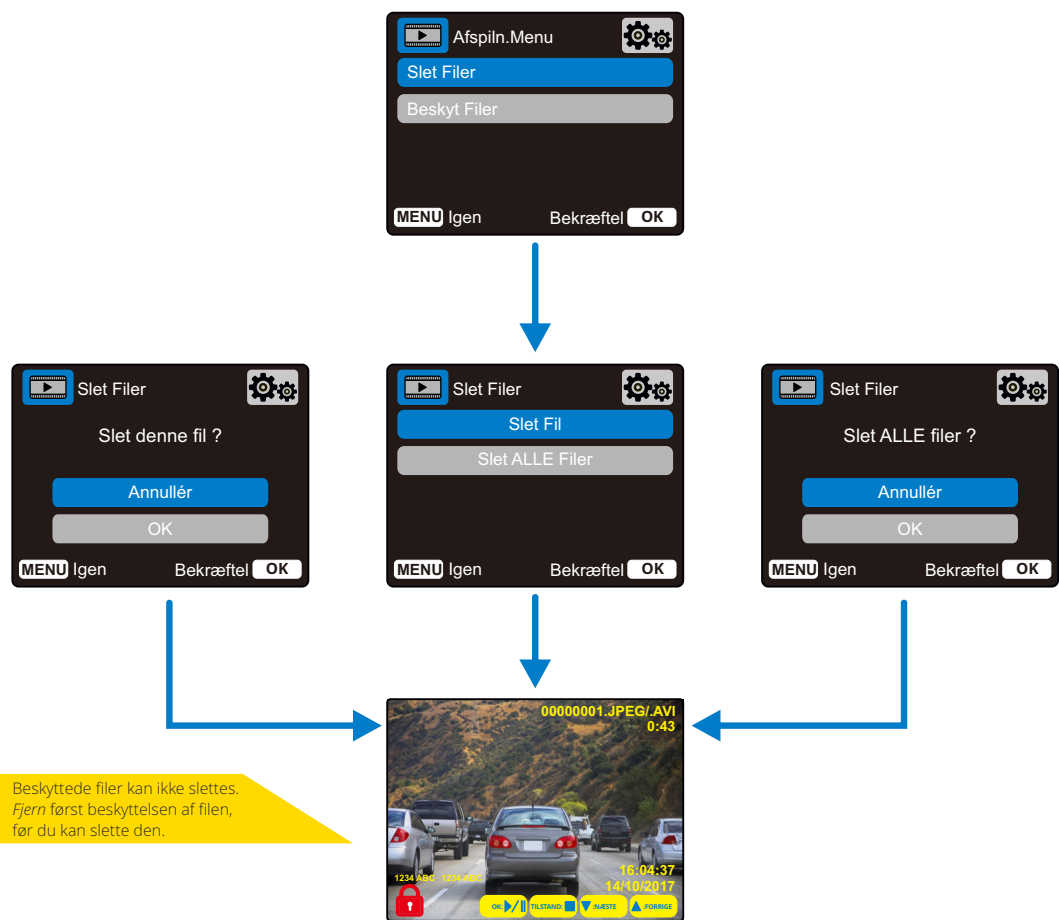 Afspiln.Menu
Slet Filer
Beskyt Filer
MENU Igen Bekræftel OK
Slet Filer
Slet denne fil ?
Annullér
OK
MENU Igen Bekræftel OK
Slet Filer
Slet Fil
Slet ALLE Filer
MENU Igen Bekræftel OK
Slet Filer
Slet ALLE filer ?
Annullér
OK
MENU Igen Bekræftel OK
Beskyttede filer kan ikke slettes.
Fjern først beskyttelsen af filen,
før du kan slette den.
00000001.JPEG/.AVI
0:43
16:04:37
1234 ABC 1234 ABC
14/10/2017
OK: TILSTAND: :NÆSTE :FORRIGE